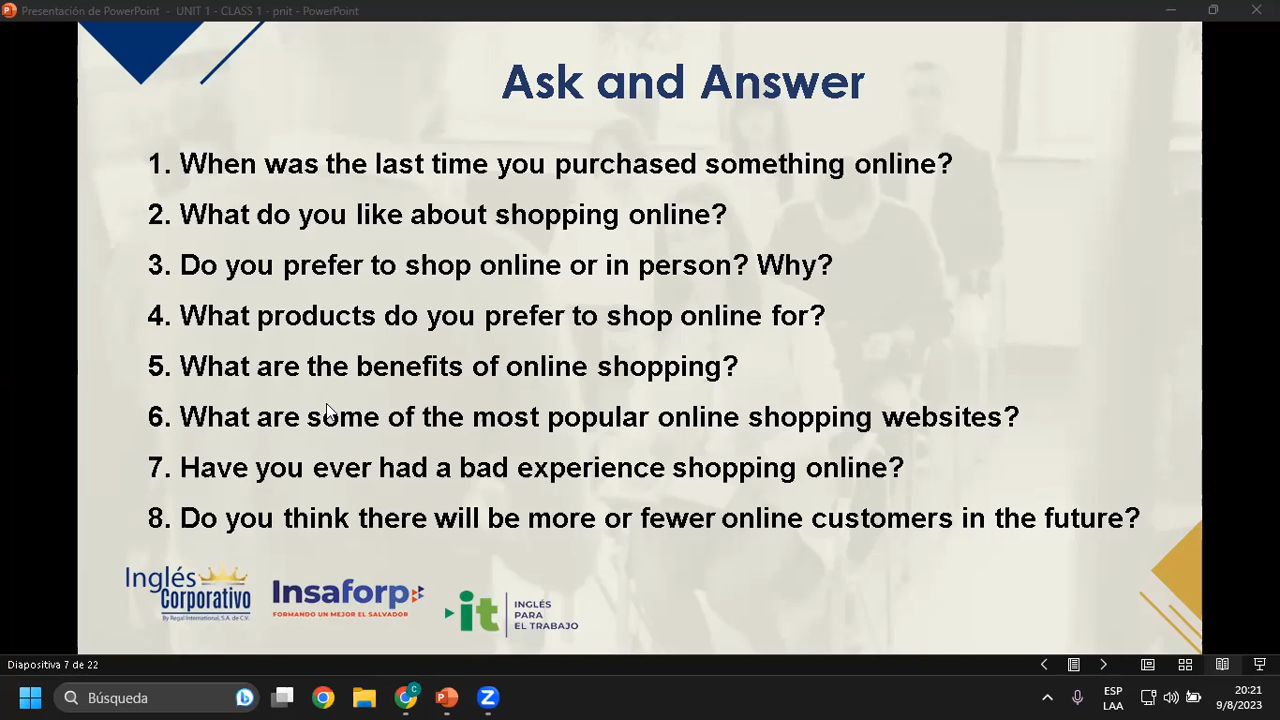 Presentación de PowerPoint - UNIT 1 - CLASS 1 - pnit - PowerPoint
Ask and Answer
1. When was the last time you purchased something online?
2. What do you like about shopping online?
3. Do you prefer to shop online or in person? Why?
4. What products do you prefer to shop online for?
5. What are the benefits of online shopping?
6. What are some of the most popular online shopping websites?
7. Have you ever had a bad experience shopping online?
8. Do you think there will be more or fewer online customers in the future?
Inglés
Corporativo
By Regal International, S.A. de C.V.
Insaforp
FORMANDO UN MEJOR EL SALVADOR
it
INGLÉS
PARA
EL TRABAJO
Diapositiva 7 de 22
Búsqueda
ESP
LAA
20:21
9/8/2023